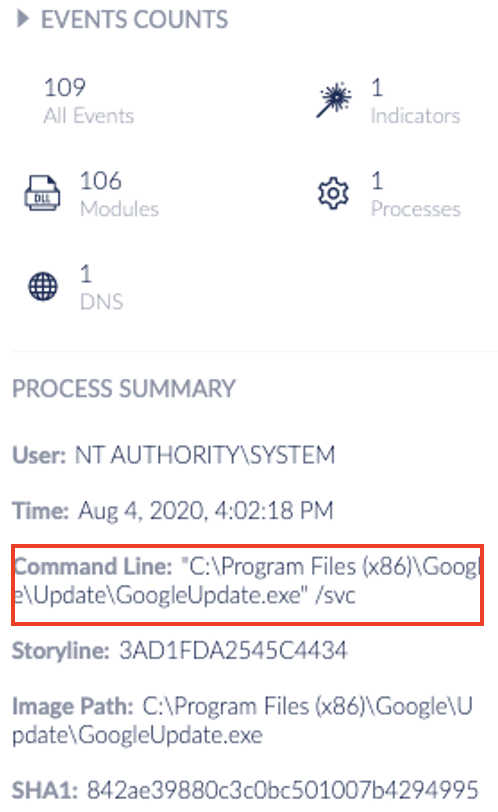 EVENTS COUNTS
109
All Events
1
Indicators
DLL
106
Modules
1
Processes
1
DNS
PROCESS SUMMARY
User: NT AUTHORITY\SYSTEM
Time: Aug 4, 2020, 4:02:18 PM
Command Line: "C:\Program Files (x86)\Googl
e\Update\GoogleUpdate.exe" /svc
Storyline: 3AD1FDA2545C4434
Image Path: C:\Program Files (x86)\Google\U
pdate\GoogleUpdate.exe
SHA1: 842ae39880c3c0bc501007b4294995